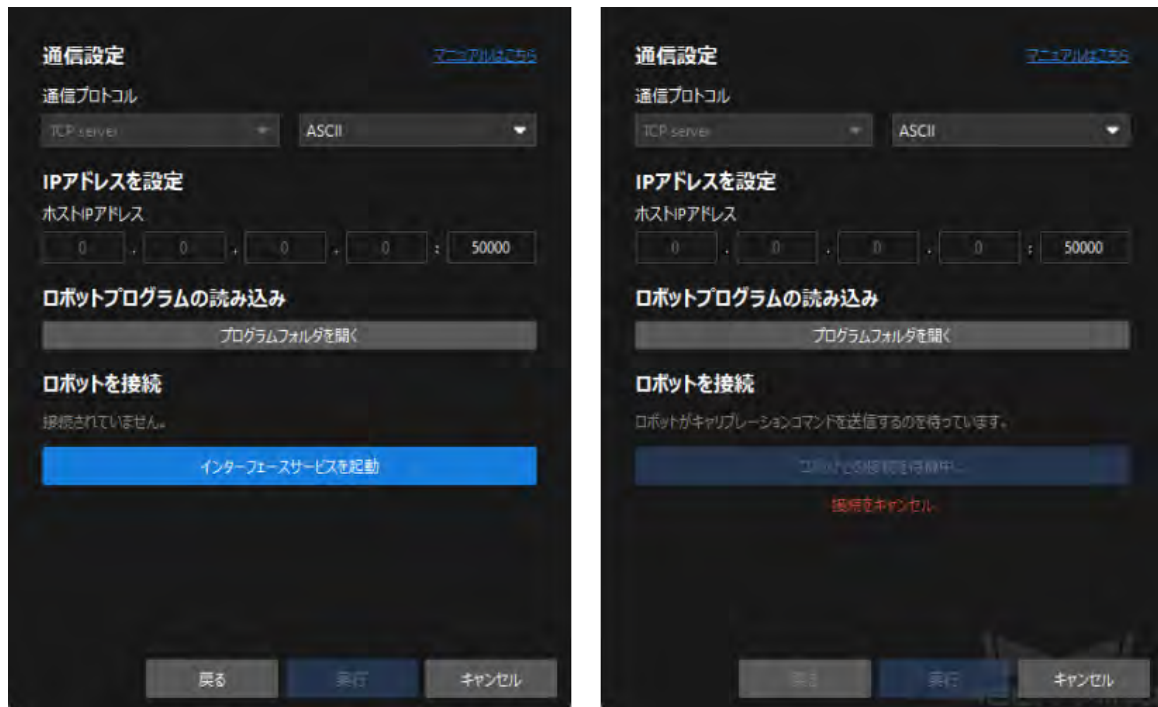 通信設定
マニュアルはこちら
通信プロトコル
TCP server
ASCII
IPアドレスを設定
ホストIPアドレス
0 . 0 . 0 . 0 : 50000
ロボットプログラムの読み込み
プログラムフォルダを開く
ロボットを接続
接続されていません。
インターフェースサービスを起動
戻る
実行
キャンセル
通信設定
マニュアルはこちら
通信プロトコル
TCP server
ASCII
IPアドレスを設定
ホストIPアドレス
0 . 0 . 0 . 0 : 50000
ロボットプログラムの読み込み
プログラムフォルダを開く
ロボットを接続
ロボットがキャリブレーションコマンドを送信するのを待っています。
ロボットとの接続を待機中...
接続をキャンセル
戻る
実行
キャンセル